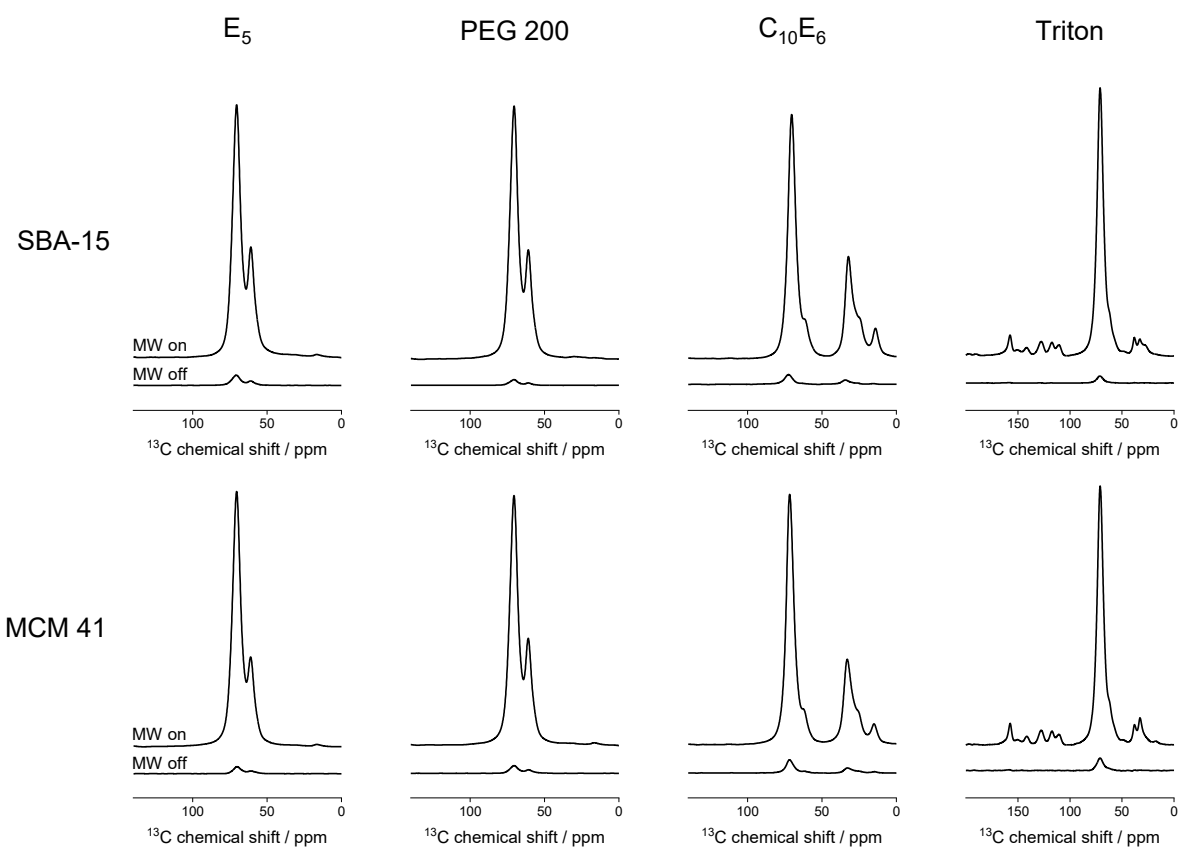 E₅ PEG 200 C₁₀E₆ Triton
SBA-15
MW on
MW off
100 50 0 100 50 0 100 50 0 150 100 50 0
¹³C chemical shift / ppm ¹³C chemical shift / ppm ¹³C chemical shift / ppm ¹³C chemical shift / ppm
MCM 41
MW on
MW off
100 50 0 100 50 0 100 50 0 150 100 50 0
¹³C chemical shift / ppm ¹³C chemical shift / ppm ¹³C chemical shift / ppm ¹³C chemical shift / ppm